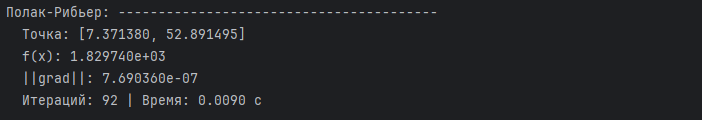 Полак-Рибьер: ----------------------------------------
Точка: [7.371380, 52.891495]
f(x): 1.829740e+03
||grad||: 7.690360e-07
Итераций: 92 | Время: 0.0090 с